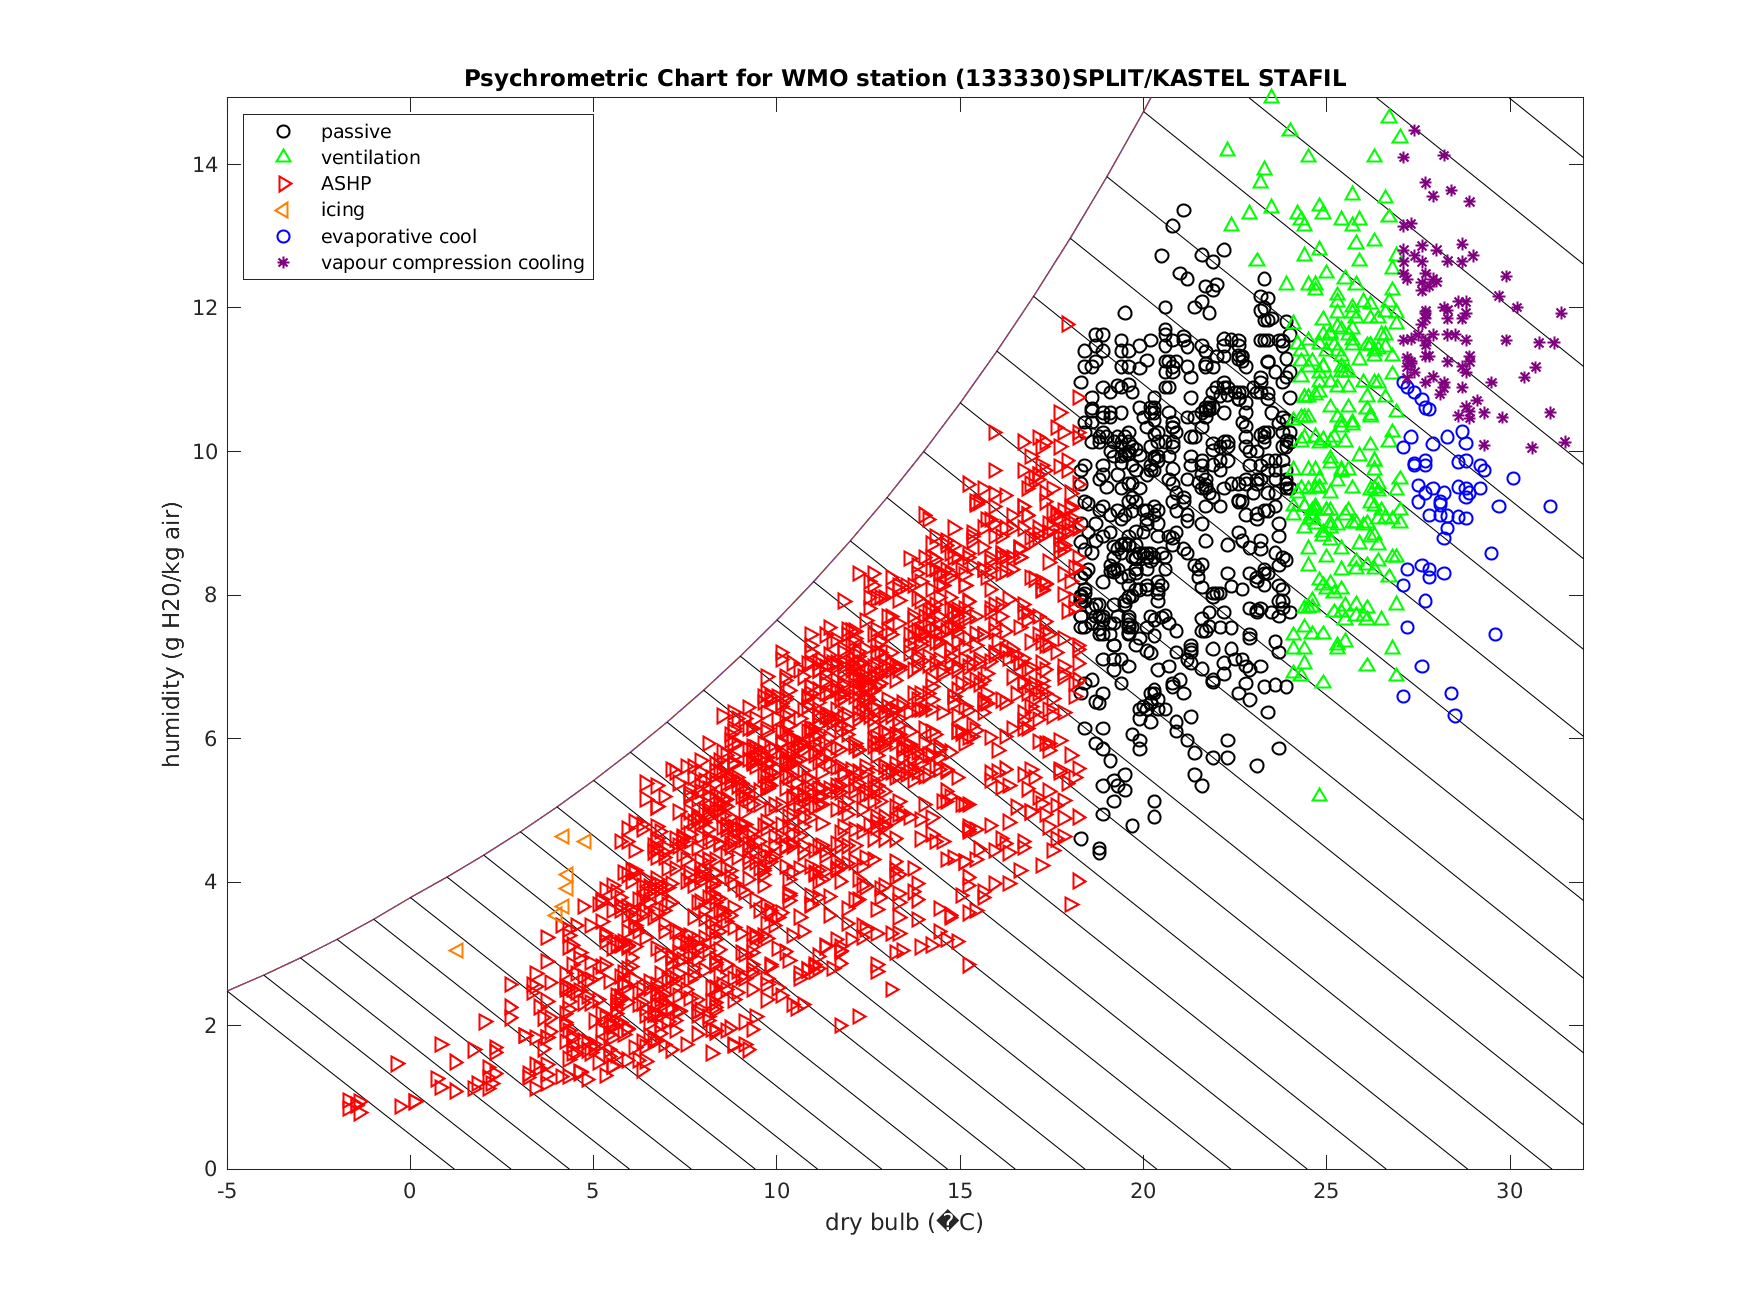 Psychrometric Chart for WMO station (133330)SPLIT/KASTEL STAFIL
passive
ventilation
ASHP
icing
evaporative cool
vapour compression cooling
humidity (g H20/kg air)
14
12
10
8
6
4
2
0
-5 0 5 10 15 20 25 30
dry bulb (�C)